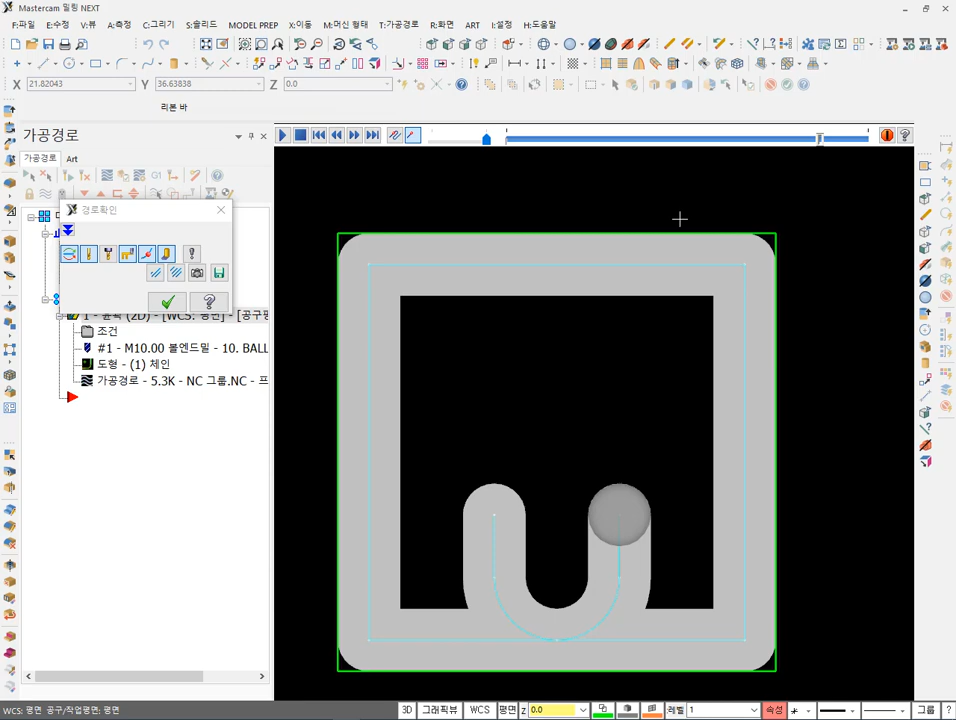 Mastercam 밀링 NEXT
F:파일 E:수정 V:뷰 A:측정 C:그리기 S:솔리드 MODEL PREP X:이동 M:머신 형태 T:가공경로 R:화면 ART I:설정 H:도움말
X 21.82043 Y 36.63838 Z 0.0
리본 바
가공경로
가공경로 Art
G1
경로확인
1 - 윤곽 (2D) - [WCS: 평면] - [공구평
조건
#1 - M10.00 볼엔드밀 - 10. BALL
도형 - (1) 체인
가공경로 - 5.3K - NC 그룹.NC - 프
WCS: 평면 공구/작업평면: 평면
3D 그래픽뷰 WCS 평면 Z 0.0 레벨 1 속성 그룹 ?